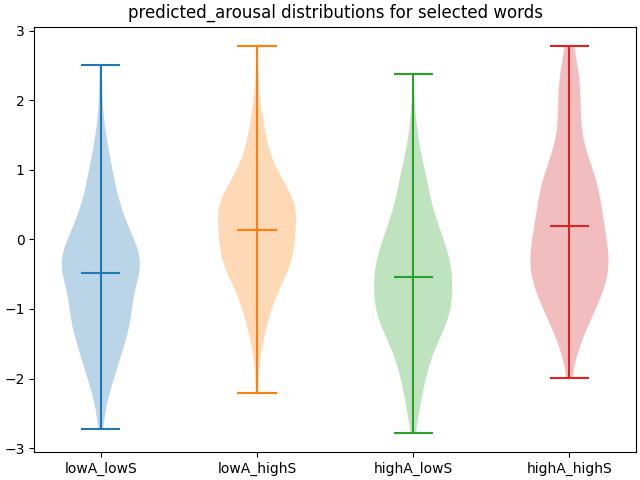 predicted_arousal distributions for selected words
3
2
1
0
−1
−2
−3
lowA_lowS
lowA_highS
highA_lowS
highA_highS